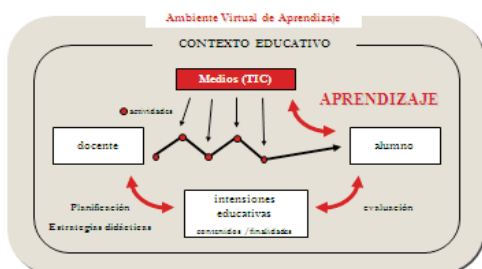 Ambiente Virtual de Aprendizaje
CONTEXTO EDUCATIVO
Medios (TIC)
APRENDIZAJE
actividades
docente
alumno
Planificación
Estrategias didácticas
intensiones
educativas
contenidos / finalidades
evaluación